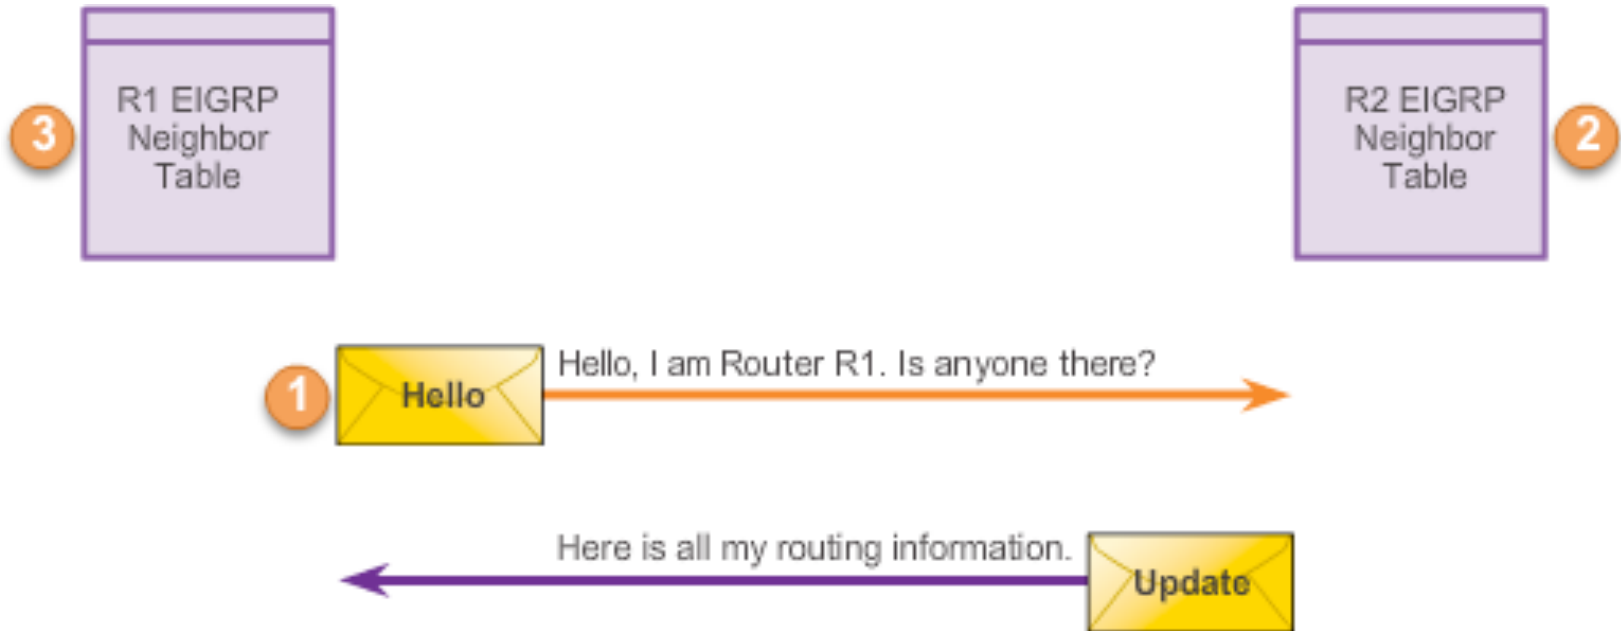 R1 EIGRP
Neighbor
Table
3
R2 EIGRP
Neighbor
Table
2
1
Hello
Hello, I am Router R1. Is anyone there?
Here is all my routing information.
Update